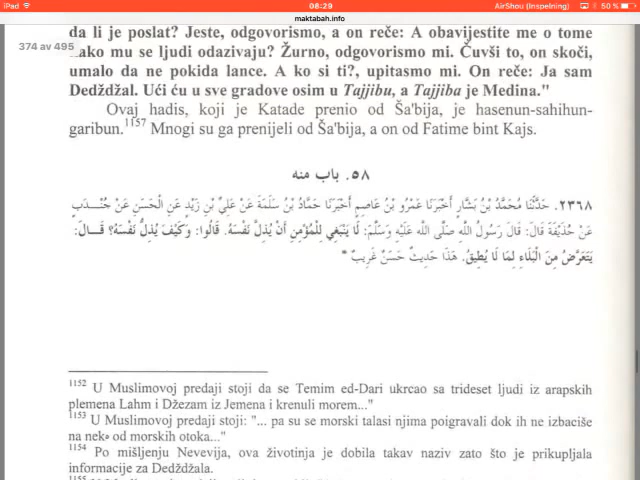 iPad 08:29 AirShou (Inspelning) 50 %
maktabah.info
374 av 495
da li je poslat? Jeste, odgovorismo, a on reče: A obavijestite me o tome
kako mu se ljudi odazivaju? Žurno, odgovorismo mi. Čuvši to, on skoči,
umalo da ne pokida lance. A ko si ti?, upitasmo mi. On reče: Ja sam
Dedždžal. Ući ću u sve gradove osim u Tajjibu, a Tajjiba je Medina."
Ovaj hadis, koji je Katade prenio od Ša'bija, je hasenun-sahihun-
garibun.1157 Mnogi su ga prenijeli od Ša'bija, a on od Fatime bint Kajs.
٥٨. باب منه
٢٣٦٨. حَدَّثَنَا مُحَمَّدُ بْنُ بَشَّارٍ أَخْبَرَنَا عَمْرُو بْنُ عَاصِمٍ أَخْبَرَنَا حَمَّادُ بْنُ سَلَمَةَ عَنْ عَلِيِّ بْنِ زَيْدٍ عَنِ الْحَسَنِ عَنْ جُنْدَبٍ
عَنْ حُذَيْفَةَ قَالَ: قَالَ رَسُولُ اللَّهِ صَلَّى اللَّه عَلَيْهِ وَسَلَّمَ: لَا يَنْبَغِي لِلْمُؤْمِنِ أَنْ يُذِلَّ نَفْسَهُ. قَالُوا: وَكَيْفَ يُذِلُّ نَفْسَهُ؟ قَالَ:
يَتَعَرَّضُ مِنَ الْبَلَاءِ لِمَا لَا يُطِيقُ. هَذَا حَدِيثٌ حَسَنٌ غَرِيبٌ *
1152 U Muslimovoj predaji stoji da se Temim ed-Dari ukrcao sa trideset ljudi iz arapskih
plemena Lahm i Džezam iz Jemena i krenuli morem..."
1153 U Muslimovoj predaji stoji: "... pa su se morski talasi njima poigravali dok ih ne izbaciše
na neko od morskih otoka..."
1154 Po mišljenju Nevevija, ova životinja je dobila takav naziv zato što je prikupljala
informacije za Dedždžala.